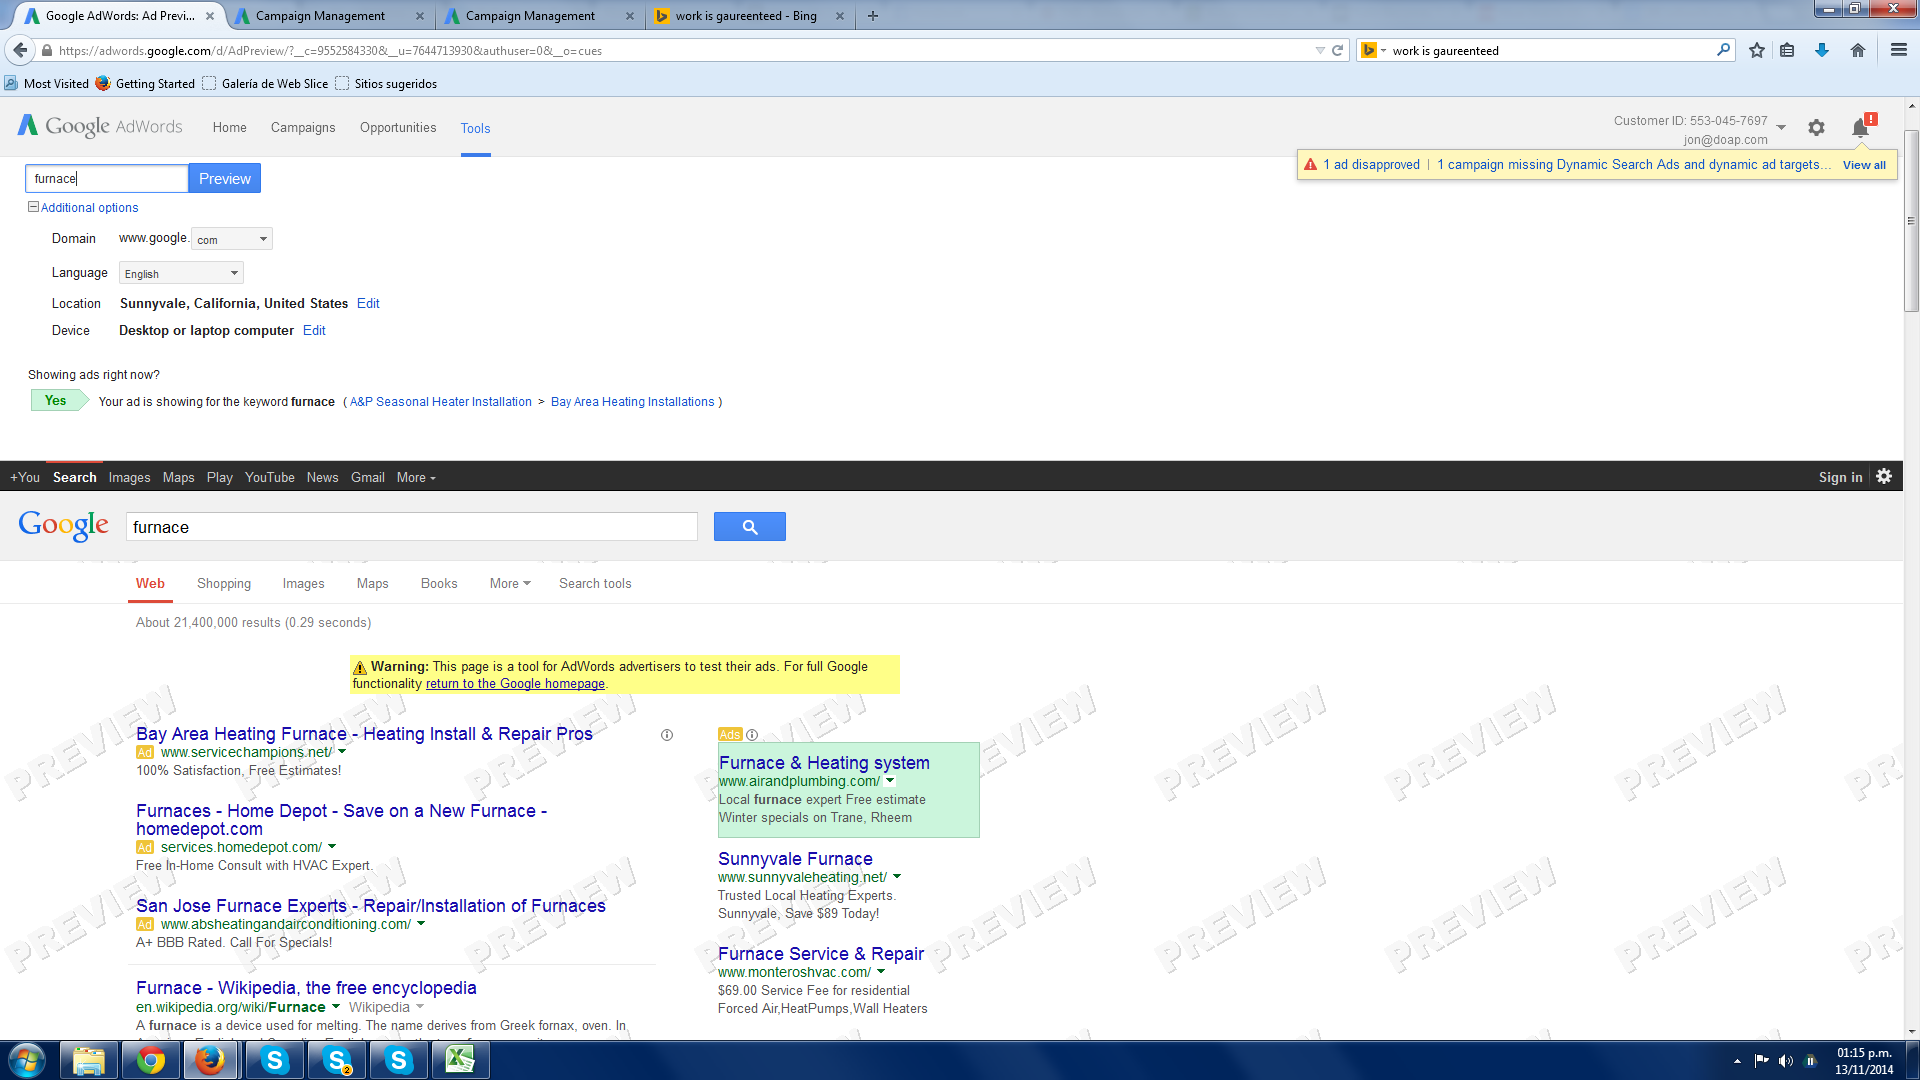 Google AdWords: Ad Previ...
Campaign Management
Campaign Management
work is gaureenteed - Bing
https://adwords.google.com/d/AdPreview/?__c=9552584330&__u=7644713930&authuser=0&__o=cues
work is gaureenteed
Most Visited
Getting Started
Galería de Web Slice
Sitios sugeridos
Google AdWords
Home
Campaigns
Opportunities
Tools
Customer ID: 553-045-7697
jon@doap.com
!
1 ad disapproved | 1 campaign missing Dynamic Search Ads and dynamic ad targets... View all
furnace
Preview
Additional options
Domain www.google. com
Language English
Location Sunnyvale, California, United States Edit
Device Desktop or laptop computer Edit
Showing ads right now?
Yes Your ad is showing for the keyword furnace ( A&P Seasonal Heater Installation > Bay Area Heating Installations )
+You Search Images Maps Play YouTube News Gmail More
Sign in
Google
furnace
Web Shopping Images Maps Books More Search tools
About 21,400,000 results (0.29 seconds)
Warning: This page is a tool for AdWords advertisers to test their ads. For full Google
functionality return to the Google homepage.
Bay Area Heating Furnace - Heating Install & Repair Pros
Ad www.servicechampions.net/
100% Satisfaction, Free Estimates!
Furnaces - Home Depot - Save on a New Furnace -
homedepot.com
Ad services.homedepot.com/
Free In-Home Consult with HVAC Expert.
San Jose Furnace Experts - Repair/Installation of Furnaces
Ad www.absheatingandairconditioning.com/
A+ BBB Rated. Call For Specials!
Furnace - Wikipedia, the free encyclopedia
en.wikipedia.org/wiki/Furnace Wikipedia
A furnace is a device used for melting. The name derives from Greek fornax, oven. In
Ads
Furnace & Heating system
www.airandplumbing.com/
Local furnace expert Free estimate
Winter specials on Trane, Rheem
Sunnyvale Furnace
www.sunnyvaleheating.net/
Trusted Local Heating Experts.
Sunnyvale, Save $89 Today!
Furnace Service & Repair
www.monteroshvac.com/
$69.00 Service Fee for residential
Forced Air,HeatPumps,Wall Heaters
PREVIEW PREVIEW PREVIEW PREVIEW PREVIEW PREVIEW PREVIEW PREVIEW
PREVIEW PREVIEW PREVIEW PREVIEW PREVIEW PREVIEW PREVIEW PREVIEW
2
01:15 p.m.
13/11/2014